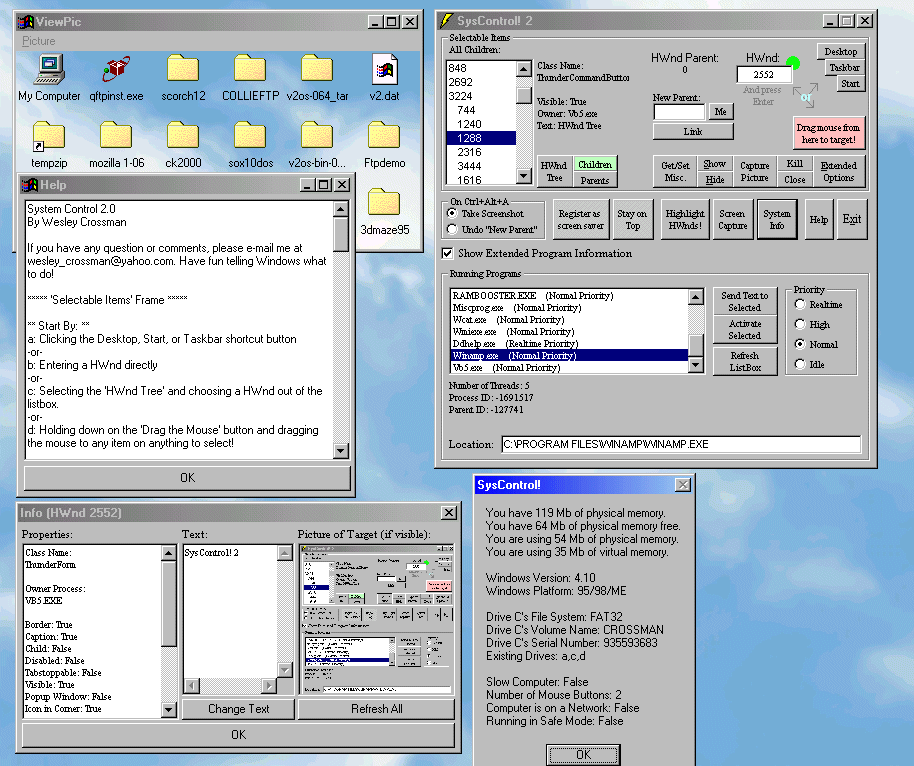 ViewPic
Picture
My Computer
qftpinst.exe
scorch12
COLLIEFTP
v2os-064_tar
v2.dat
tempzip
mozilla 1-06
ck2000
sox10dos
v2os-bin-0...
Ftpdemo
3dmaze95
Help
System Control 2.0
By Wesley Crossman
If you have any question or comments, please e-mail me at
wesley_crossman@yahoo.com. Have fun telling Windows what
to do!
***** 'Selectable Items' Frame *****
** Start By: **
a: Clicking the Desktop, Start, or Taskbar shortcut button
-or-
b: Entering a HWnd directly
-or-
c: Selecting the 'HWnd Tree' and choosing a HWnd out of the
listbox.
-or-
d: Holding down on the 'Drag the Mouse' button and dragging
the mouse to any item on anything to select!
OK
SysControl! 2
Selectable Items
All Children:
848
2692
3224
744
1240
1288
2316
3444
1616
Class Name:
ThunderCommandButton
Visible: True
Owner: Vb5.exe
Text: HWnd Tree
HWnd
Tree
Children
Parents
HWnd Parent:
0
HWnd:
2552
And press
Enter
New Parent:
Me
Link
Desktop
Taskbar
Start
or
Drag mouse from
here to target!
Get/Set
Misc.
Show
Hide
Capture
Picture
Kill
Close
Extended
Options
On Ctrl+Alt+A
Take Screenshot
Undo "New Parent"
Register as
screen saver
Stay on
Top
Highlight
HWnds!
Screen
Capture
System
Info
Help
Exit
Show Extended Program Information
Running Programs
RAMBOOSTER.EXE (Normal Priority)
Miscprog.exe (Normal Priority)
Wcat.exe (Normal Priority)
Wmiexe.exe (Normal Priority)
Ddhelp.exe (Realtime Priority)
Winamp.exe (Normal Priority)
Vb5.exe (Normal Priority)
Send Text to
Selected
Activate
Selected
Refresh
ListBox
Priority
Realtime
High
Normal
Idle
Number of Threads: 5
Process ID: -1691517
Parent ID: -127741
Location: C:\PROGRAM FILES\WINAMP\WINAMP.EXE
Info (HWnd 2552)
Properties:
Class Name:
ThunderForm
Owner Process:
VB5.EXE
Border: True
Caption: True
Child: False
Disabled: False
Tabstoppable: False
Visible: True
Popup Window: False
Icon in Corner: True
Text:
SysControl! 2
Change Text
Picture of Target (if visible):
Refresh All
OK
SysControl!
You have 119 Mb of physical memory.
You have 64 Mb of physical memory free.
You are using 54 Mb of physical memory.
You are using 35 Mb of virtual memory.
Windows Version: 4.10
Windows Platform: 95/98/ME
Drive C's File System: FAT32
Drive C's Volume Name: CROSSMAN
Drive C's Serial Number: 935593683
Existing Drives: a,c,d
Slow Computer: False
Number of Mouse Buttons: 2
Computer is on a Network: False
Running in Safe Mode: False
OK